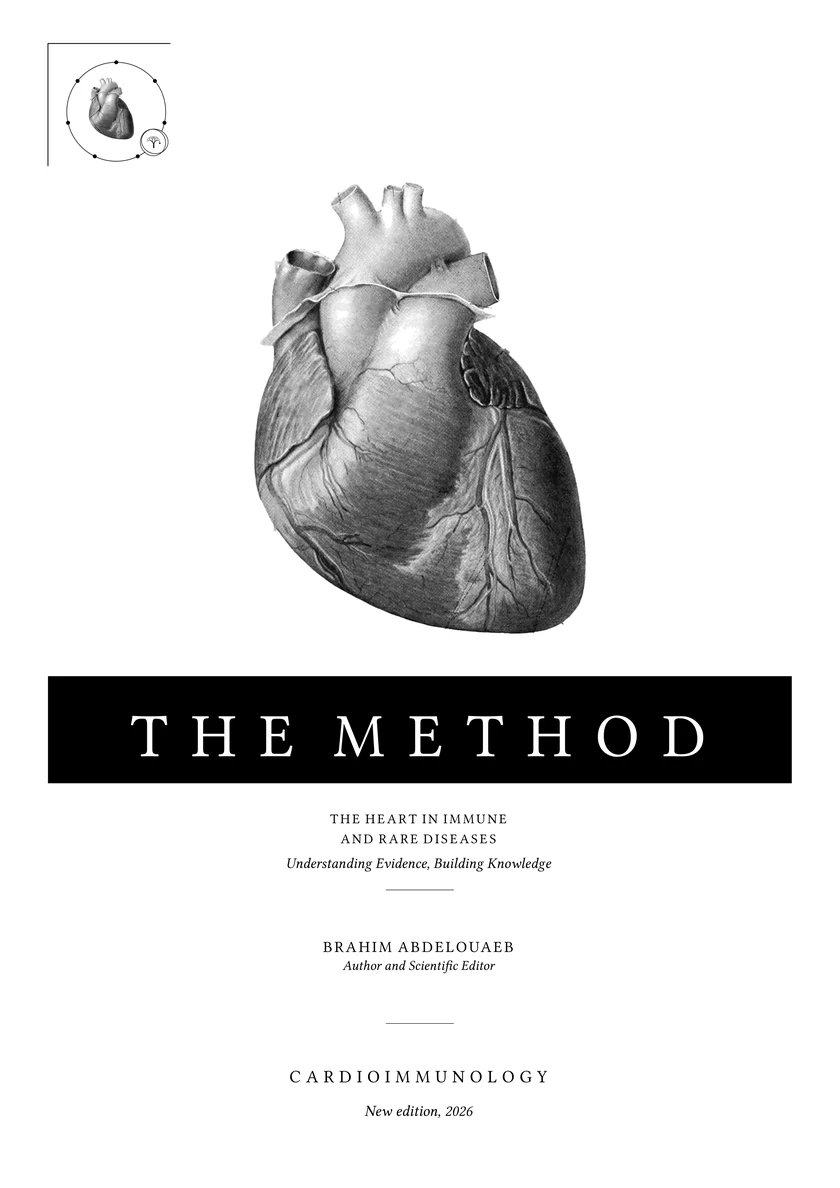 THE METHOD
THE HEART IN IMMUNE
AND RARE DISEASES
Understanding Evidence, Building Knowledge
BRAHIM ABDELOUAEB
Author and Scientific Editor
CARDIOIMMUNOLOGY
New edition, 2026